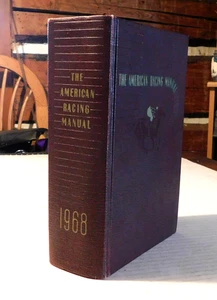 THE
AMERICAN
RACING
MANUAL
1968
THE AMERICAN RACING MANUAL